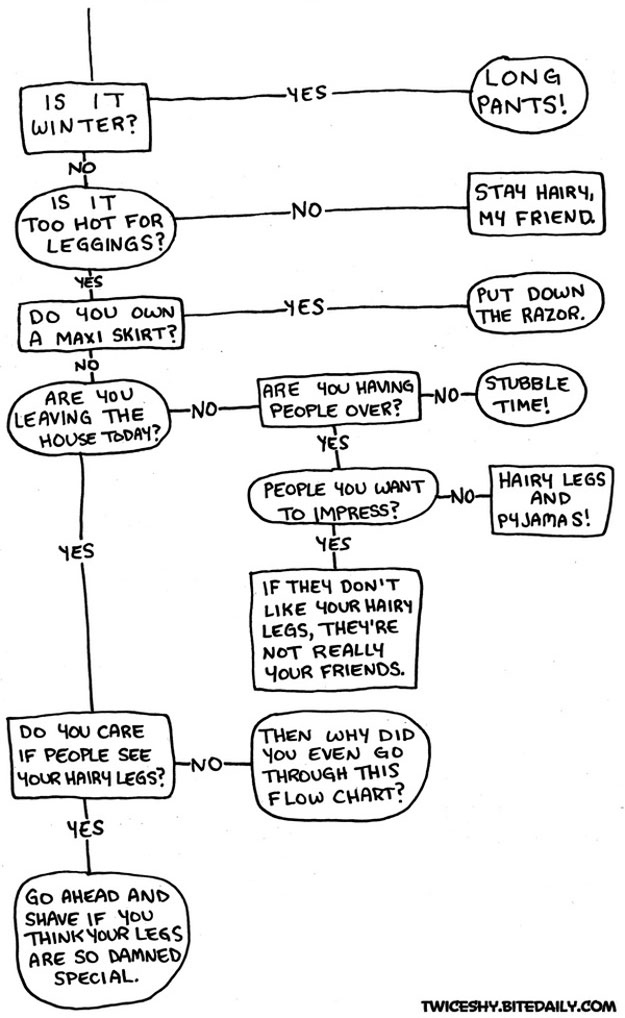 IS IT
WINTER?
YES
LONG
PANTS!
NO
IS IT
TOO HOT FOR
LEGGINGS?
NO
STAY HAIRY,
MY FRIEND.
YES
DO YOU OWN
A MAXI SKIRT?
YES
PUT DOWN
THE RAZOR.
NO
ARE YOU
LEAVING THE
HOUSE TODAY?
NO
ARE YOU HAVING
PEOPLE OVER?
NO
STUBBLE
TIME!
YES
PEOPLE YOU WANT
TO IMPRESS?
NO
HAIRY LEGS
AND
PYJAMAS!
YES
IF THEY DON'T
LIKE YOUR HAIRY
LEGS, THEY'RE
NOT REALLY
YOUR FRIENDS.
YES
DO YOU CARE
IF PEOPLE SEE
YOUR HAIRY LEGS?
NO
THEN WHY DID
YOU EVEN GO
THROUGH THIS
FLOW CHART?
YES
GO AHEAD AND
SHAVE IF YOU
THINK YOUR LEGS
ARE SO DAMNED
SPECIAL.
TWICESHY.BITEDAILY.COM